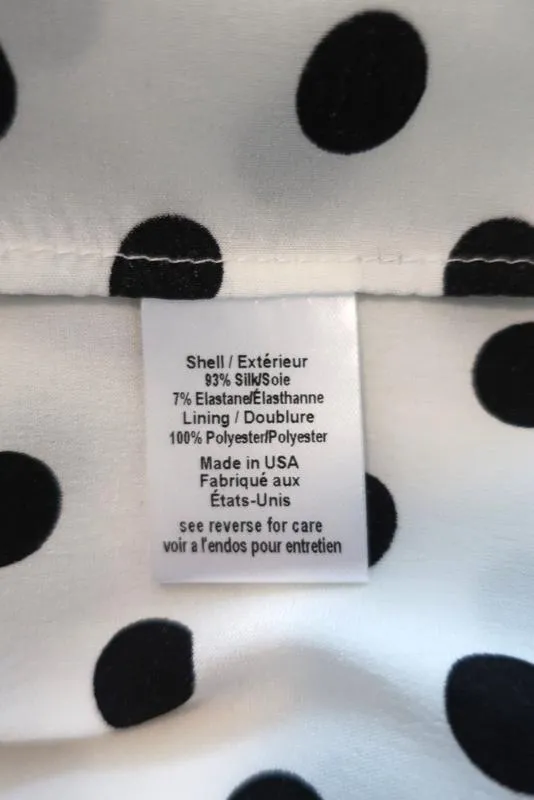 Shell / Extérieur
93% Silk/Soie
7% Elastane/Élasthanne
Lining / Doublure
100% Polyester/Polyester
Made in USA
Fabriqué aux
États-Unis
see reverse for care
voir a l'endos pour entretien